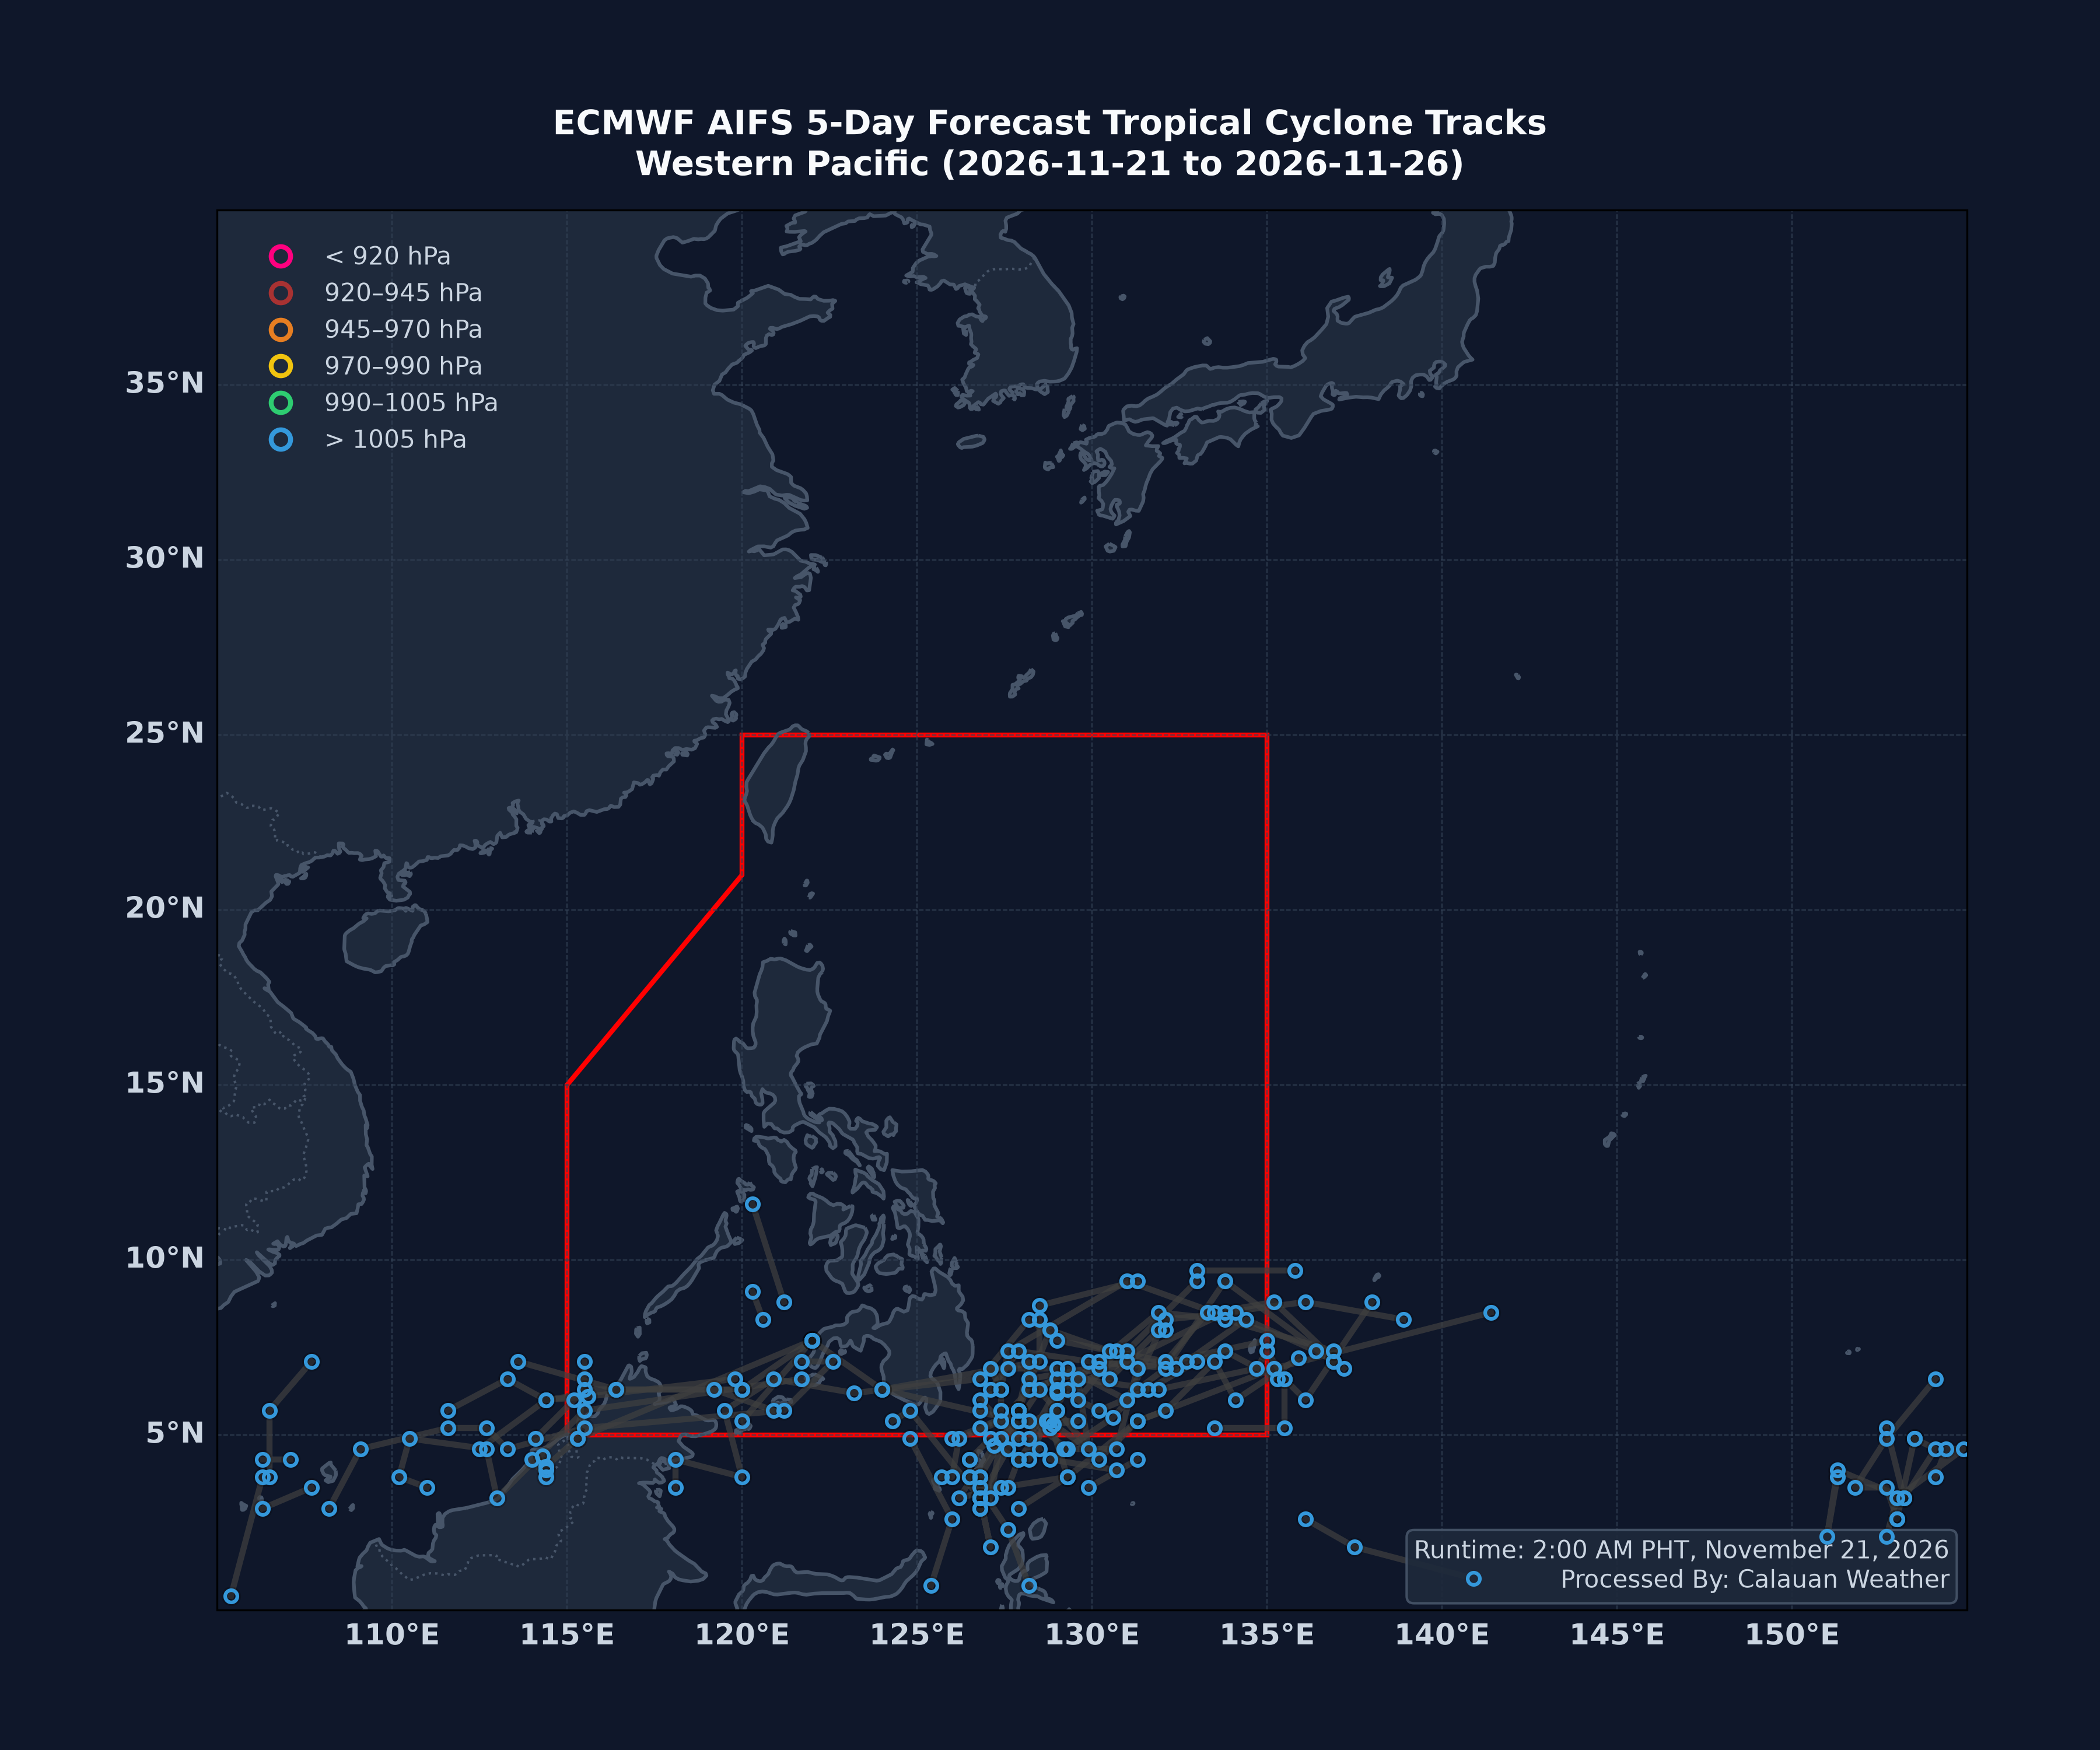 ECMWF AIFS 5-Day Forecast Tropical Cyclone Tracks
Western Pacific (2026-11-21 to 2026-11-26)
< 920 hPa
920–945 hPa
945–970 hPa
970–990 hPa
990–1005 hPa
> 1005 hPa
35°N
30°N
25°N
20°N
15°N
10°N
5°N
Runtime: 2:00 AM PHT, November 21, 2026
Processed By: Calauan Weather
110°E 115°E 120°E 125°E 130°E 135°E 140°E 145°E 150°E